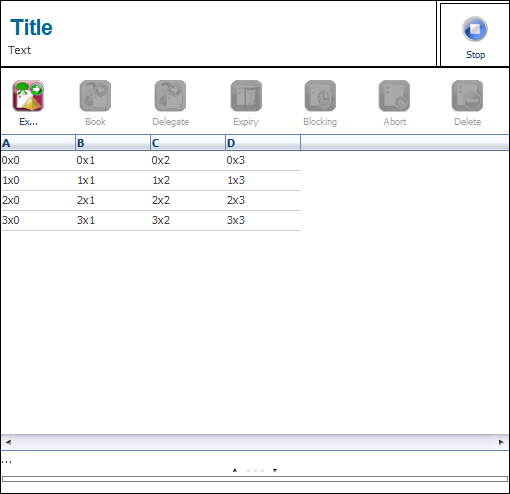 Title
Text
Stop
Ex... Book Delegate Expiry Blocking Abort Delete
A B C D
0x0 0x1 0x2 0x3
1x0 1x1 1x2 1x3
2x0 2x1 2x2 2x3
3x0 3x1 3x2 3x3
...